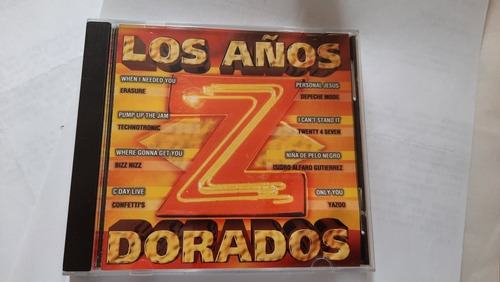 LOS AÑOS
Z
WHEN I NEEDED YOU
ERASURE
PUMP UP THE JAM
TECHNOTRONIC
WHERE GONNA GET YOU
BIZZ NIZZ
C DAY LIVE
CONFETTI'S
PERSONAL JESUS
DEPECHE MODE
I CAN'T STAND IT
TWENTY 4 SEVEN
NIÑA DE PELO NEGRO
ISIDRO ALFARO GUTIERREZ
ONLY YOU
YAZOO
DORADOS